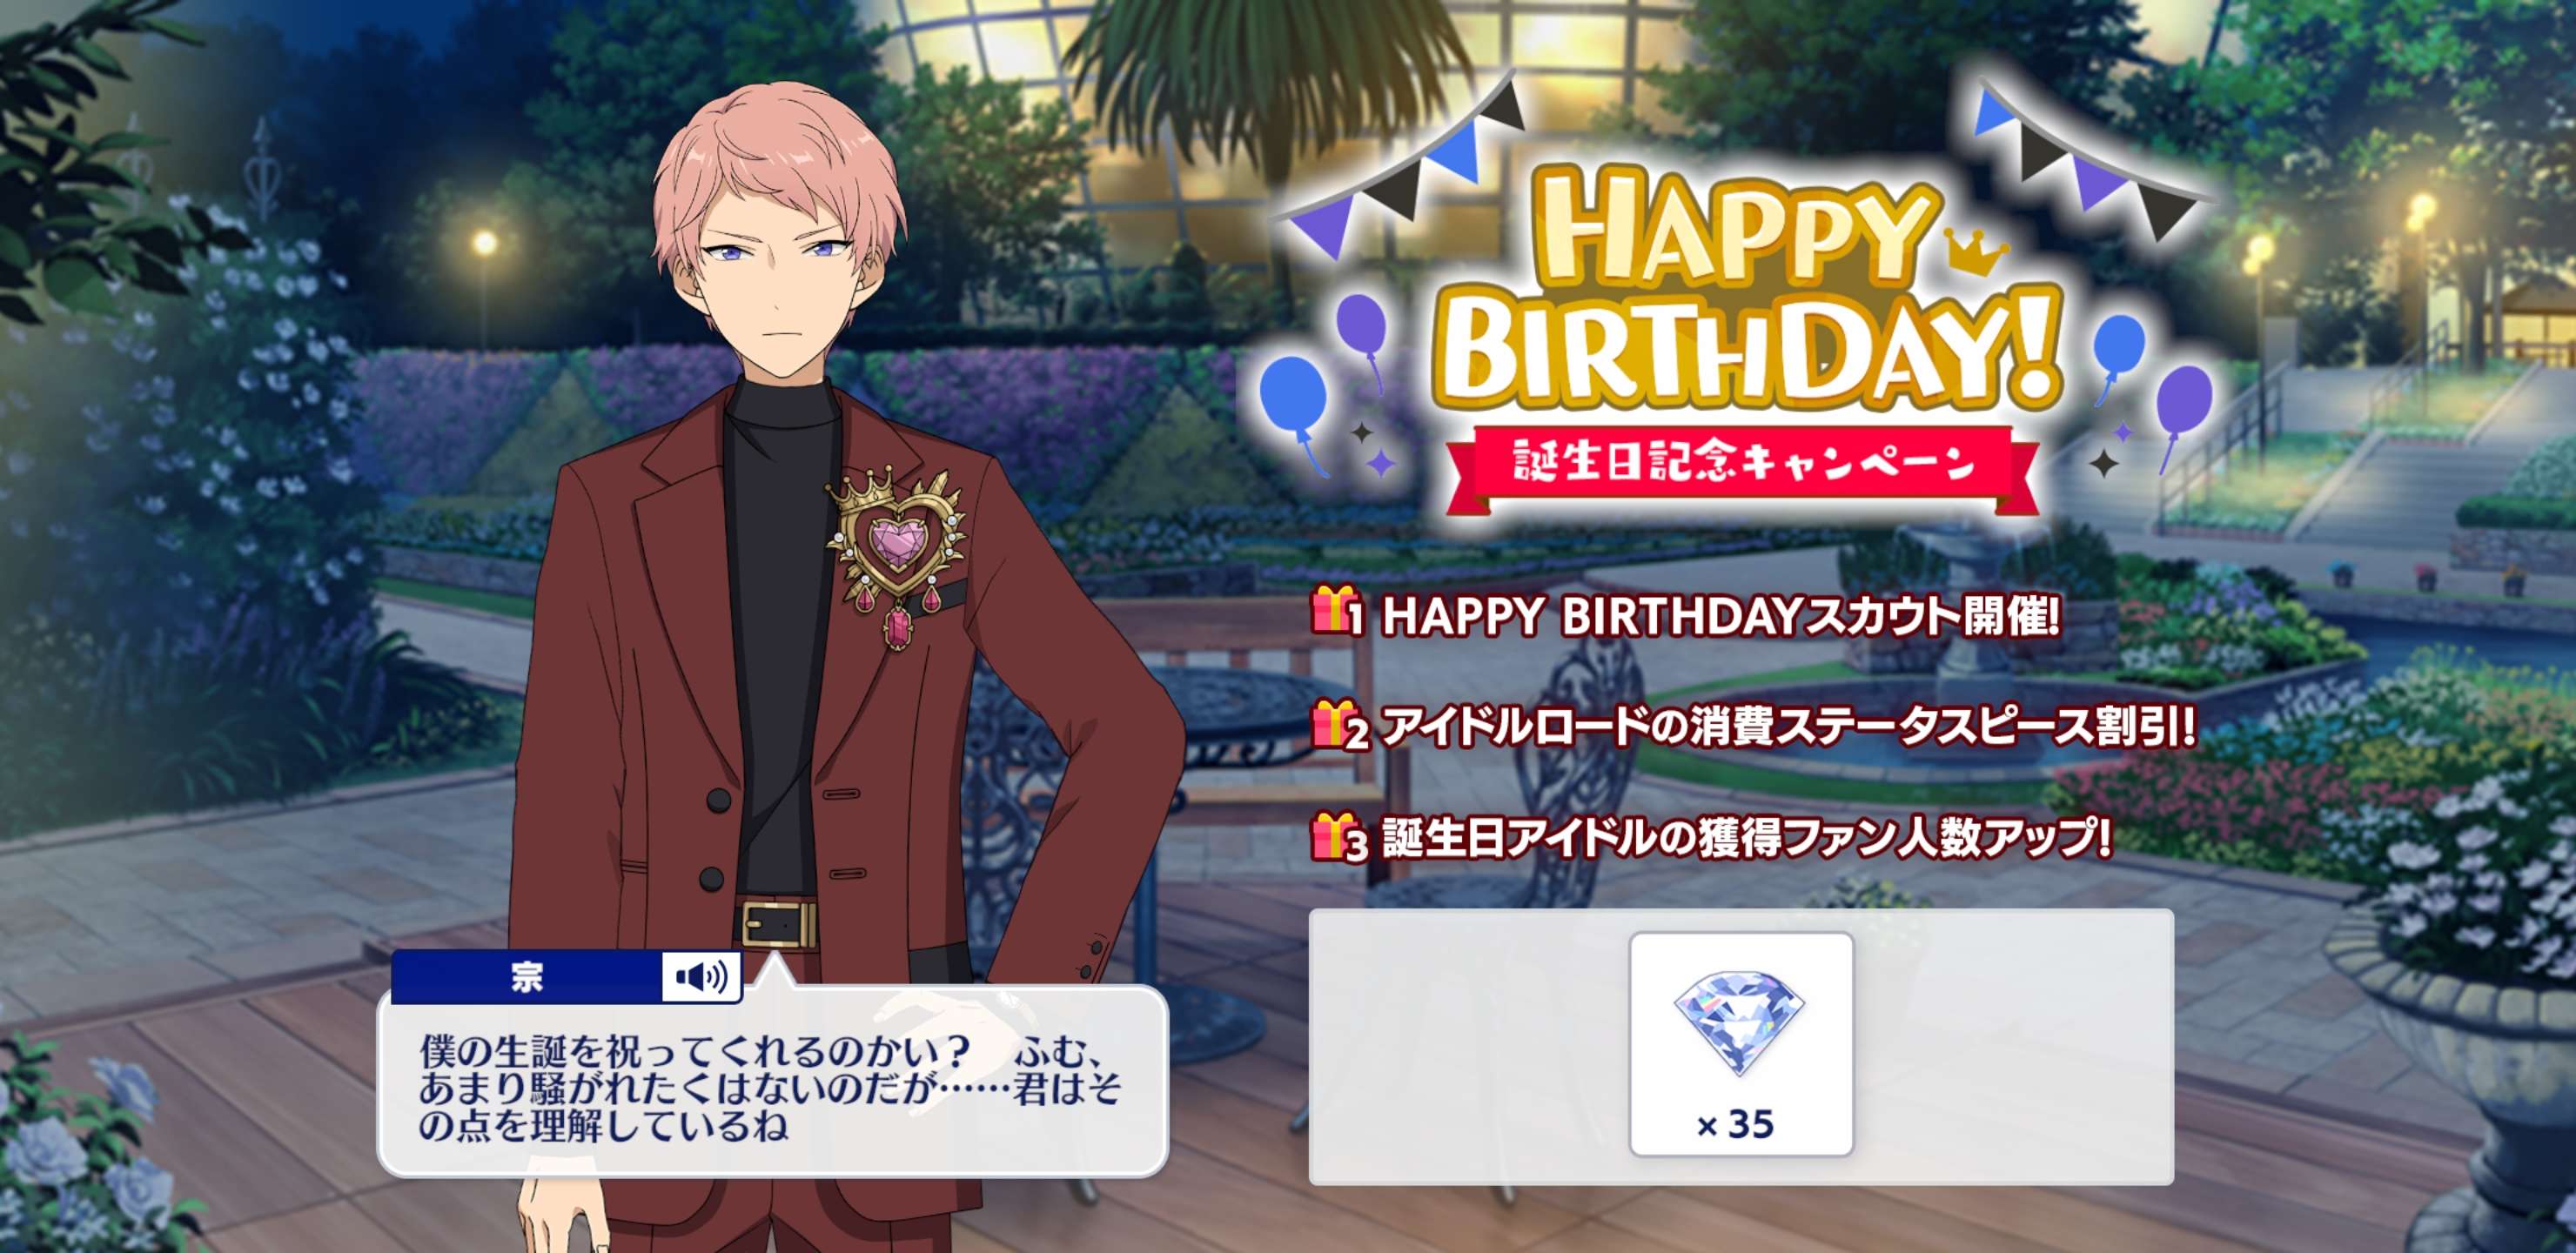 HAPPY
BIRTHDAY!
誕生日記念キャンペーン
1 HAPPY BIRTHDAYスカウト開催!
2 アイドルロードの消費ステータスピース割引!
3 誕生日アイドルの獲得ファン人数アップ!
× 35
宗
僕の生誕を祝ってくれるのかい？　ふむ、
あまり騒がれたくはないのだが……君はそ
の点を理解しているね